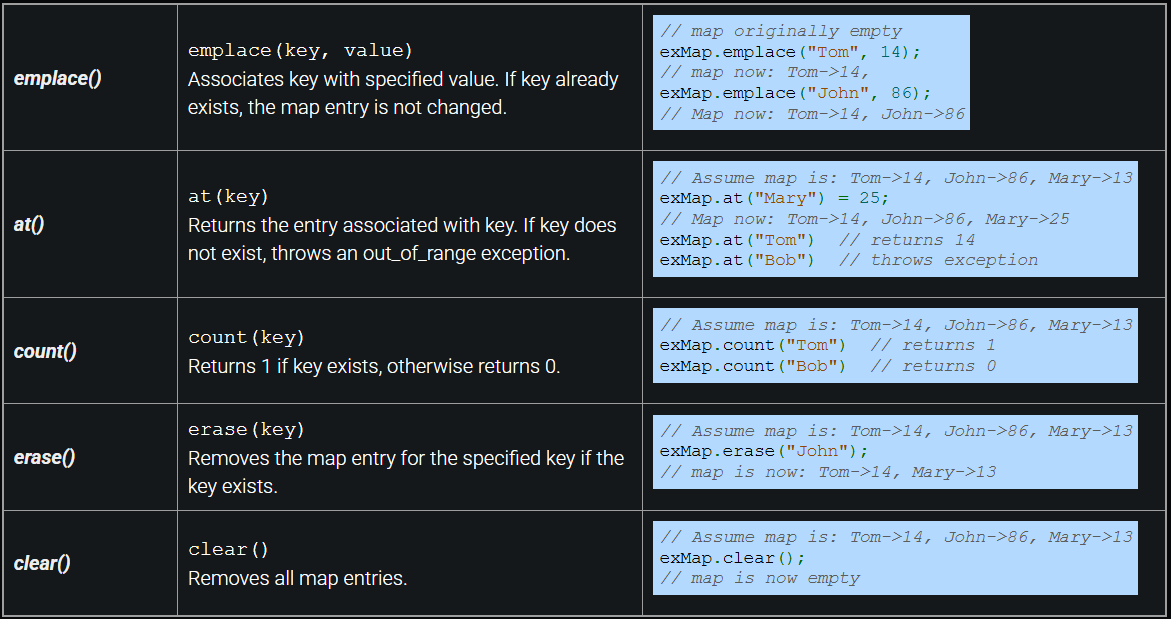 emplace()
emplace(key, value)
Associates key with specified value. If key already
exists, the map entry is not changed.
// map originally empty
exMap.emplace("Tom", 14);
// map now: Tom->14,
exMap.emplace("John", 86);
// Map now: Tom->14, John->86
at()
at(key)
Returns the entry associated with key. If key does
not exist, throws an out_of_range exception.
// Assume map is: Tom->14, John->86, Mary->13
exMap.at("Mary") = 25;
// Map now: Tom->14, John->86, Mary->25
exMap.at("Tom")  // returns 14
exMap.at("Bob")  // throws exception
count()
count(key)
Returns 1 if key exists, otherwise returns 0.
// Assume map is: Tom->14, John->86, Mary->13
exMap.count("Tom")  // returns 1
exMap.count("Bob")  // returns 0
erase()
erase(key)
Removes the map entry for the specified key if the
key exists.
// Assume map is: Tom->14, John->86, Mary->13
exMap.erase("John");
// map is now: Tom->14, Mary->13
clear()
clear()
Removes all map entries.
// Assume map is: Tom->14, John->86, Mary->13
exMap.clear();
// map is now empty